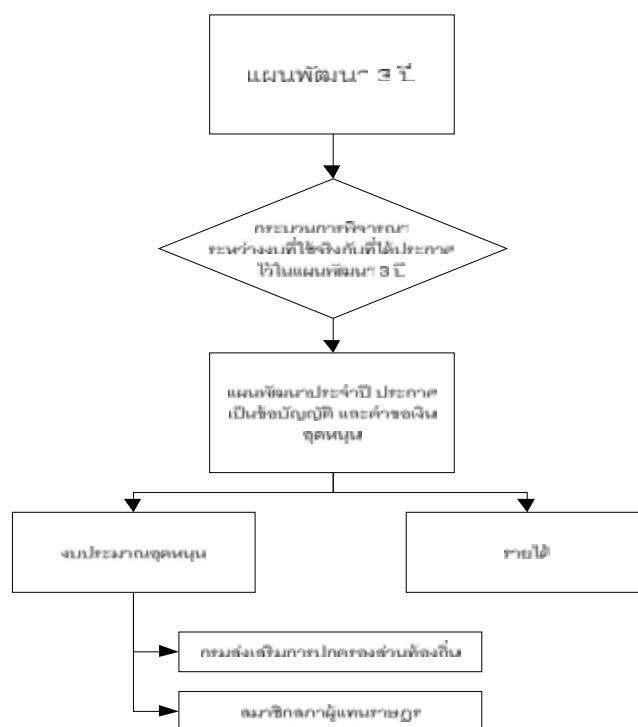 แผนพัฒนา 3 ปี
กระบวนการพิจารณา
ระหว่างงบที่ใช้จริงกับที่ได้ประกาศ
ไว้ในแผนพัฒนา 3 ปี
แผนพัฒนาประจำปี ประกาศ
เป็นข้อบัญญัติ และคำขอเงิน
อุดหนุน
งบประมาณอุดหนุน
รายได้
กรมส่งเสริมการปกครองส่วนท้องถิ่น
สมาชิกสภาผู้แทนราษฎร